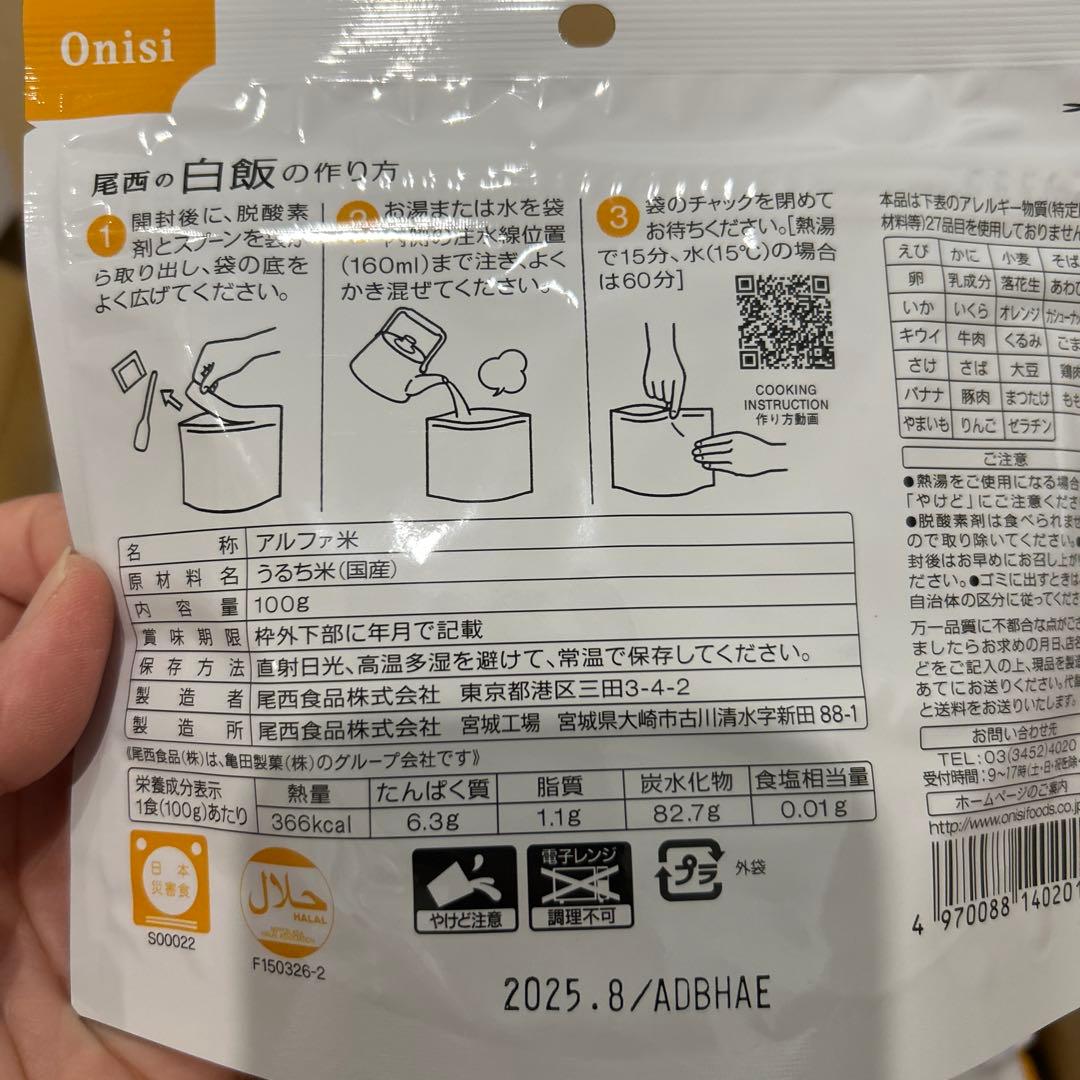 Onisi
尾西の白飯の作り方
1
開封後に、脱酸素
剤とスプーンを袋か
ら取り出し、袋の底を
よく広げてください。
2
お湯または水を袋
内側の注水線位置
(160ml)まで注ぎ、よく
かき混ぜてください。
3
袋のチャックを閉めて
お待ちください。[熱湯
で15分、水(15℃)の場合
は60分]
COOKING
INSTRUCTION
作り方動画
本品は下表のアレルギー物質(特定原
材料等)27品目を使用しておりません
えび かに 小麦 そば
卵 乳成分 落花生 あわび
いか いくら オレンジ カシューナッ
キウイ 牛肉 くるみ ごま
さけ さば 大豆 鶏肉
バナナ 豚肉 まつたけ もも
やまいも りんご ゼラチン
ご注意
●熱湯をご使用になる場合
「やけど」にご注意くださ
●脱酸素剤は食べられませ
ので取り除いてください。●
封後はお早めにお召し上が
ださい。●ゴミに出すときは
自治体の区分に従ってくださ
万一品質に不都合な点がご
ましたらお求めの月日、店
どをご記入の上、現品を製造
あてにお送りください。代替
と送料をお送りいたします。
お問い合わせ先
TEL:03(3452)4020
受付時間:9~17時(土・日・祝を除
ホームページのご案内
http://www.onisifoods.co.jp
名称 アルファ米
原材料名 うるち米(国産)
内容量 100g
賞味期限 枠外下部に年月で記載
保存方法 直射日光、高温多湿を避けて、常温で保存してください。
製造者 尾西食品株式会社 東京都港区三田3-4-2
製造所 尾西食品株式会社 宮城工場 宮城県大崎市古川清水字新田88-1
《尾西食品(株)は、亀田製菓(株)のグループ会社です》
栄養成分表示
1食(100g)あたり
熱量 たんぱく質 脂質 炭水化物 食塩相当量
366kcal 6.3g 1.1g 82.7g 0.01g
日本
災害食
S00022
حلال
HALAL
F150326-2
やけど注意
電子レンジ
調理不可
プラ
外袋
4 970088 14020
2025.8/ADBHAE